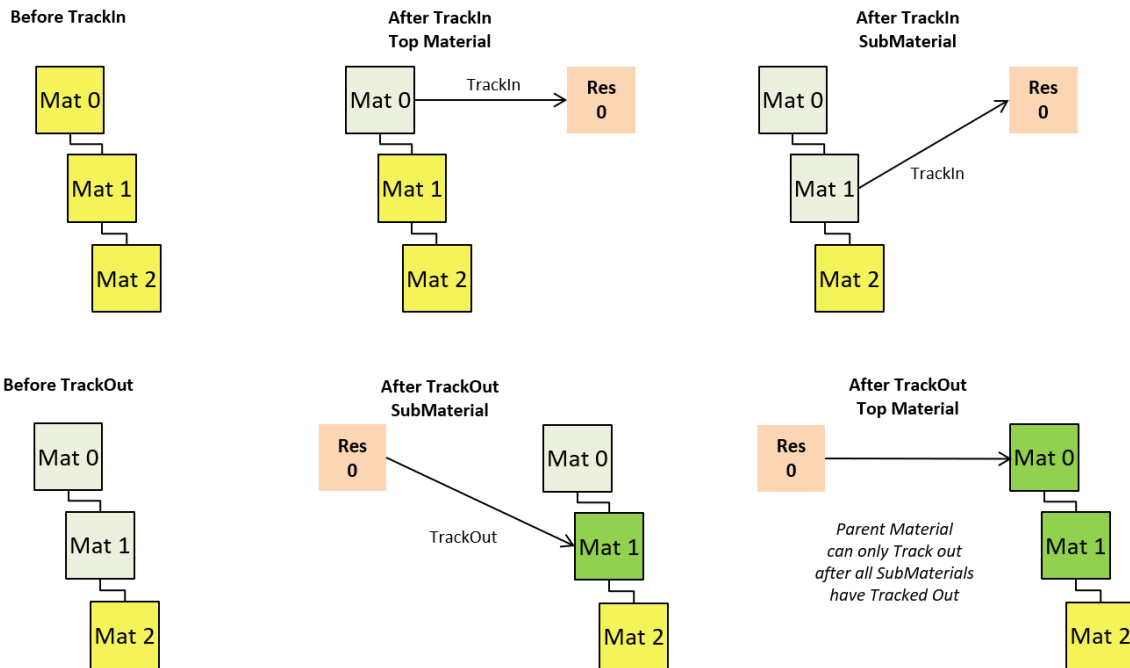 Before TrackIn
After TrackIn
Top Material
After TrackIn
SubMaterial
Mat 0
Mat 1
Mat 2
Mat 0
TrackIn
Res
0
Mat 1
Mat 2
Mat 0
Res
0
Mat 1
TrackIn
Mat 2
Before TrackOut
After TrackOut
SubMaterial
After TrackOut
Top Material
Mat 0
Mat 1
Mat 2
Res
0
Mat 0
TrackOut
Mat 1
Mat 2
Res
0
Mat 0
Parent Material
can only Track out
after all SubMaterials
have Tracked Out
Mat 1
Mat 2